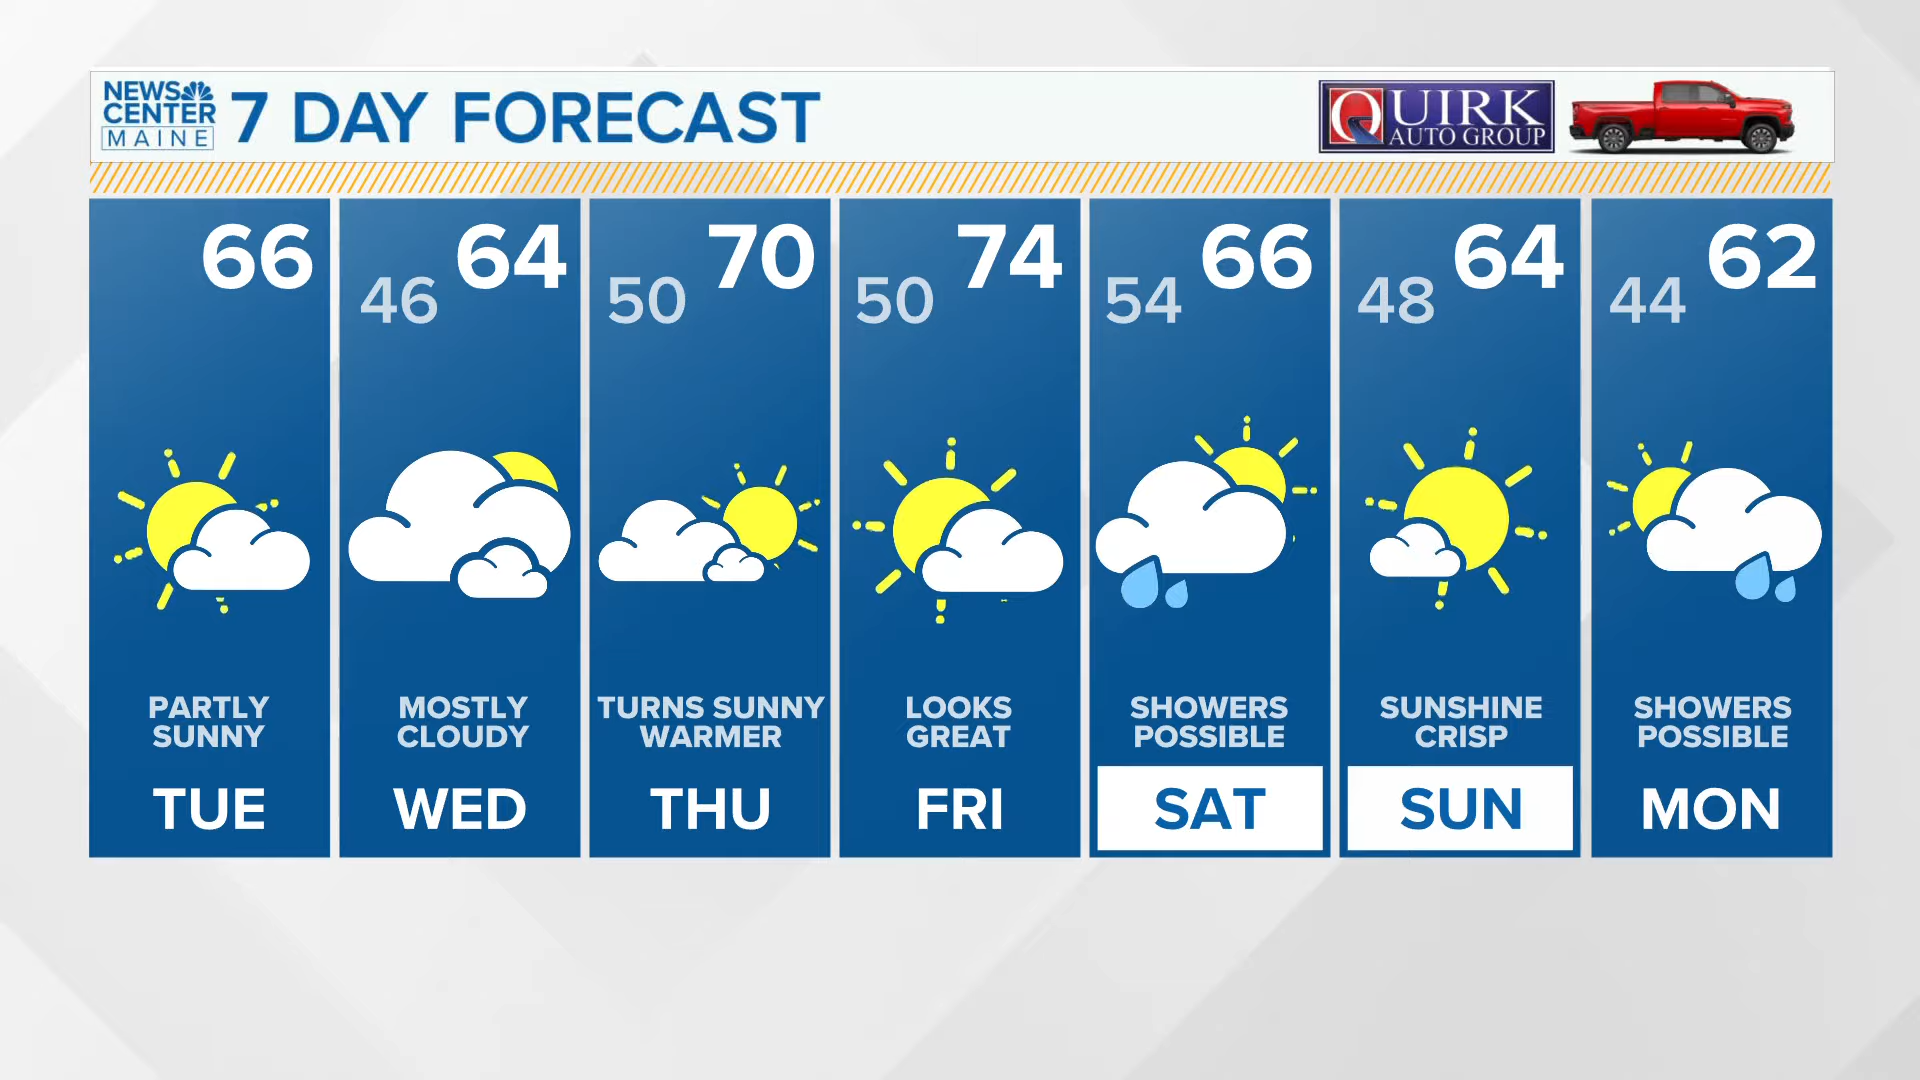 NEWS
CENTER
MAINE
7 DAY FORECAST
QUIRK
AUTO GROUP
66
PARTLY
SUNNY
TUE
46 64
MOSTLY
CLOUDY
WED
50 70
TURNS SUNNY
WARMER
THU
50 74
LOOKS
GREAT
FRI
54 66
SHOWERS
POSSIBLE
SAT
48 64
SUNSHINE
CRISP
SUN
44 62
SHOWERS
POSSIBLE
MON